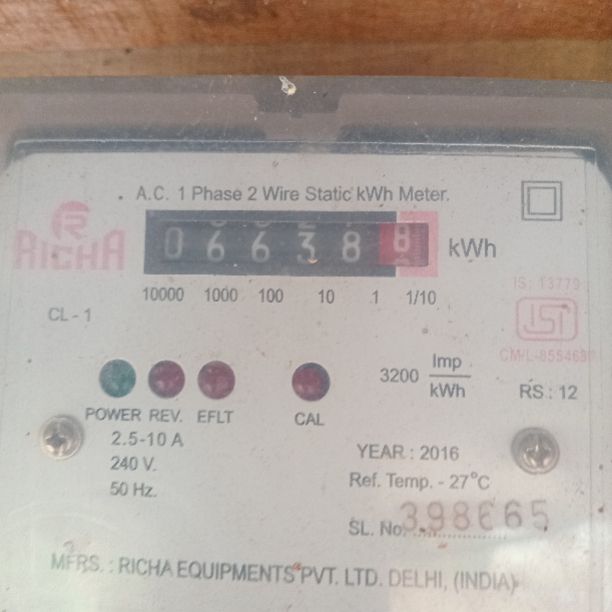 A.C. 1 Phase 2 Wire Static kWh Meter.
RICHA
066388 kWh
10000 1000 100 10 1 1/10
CL - 1
IS: 13779
ISI
3200 Imp
kWh
RS : 12
POWER REV. EFLT CAL
2.5-10 A
240 V.
50 Hz.
YEAR : 2016
Ref. Temp. - 27°C
SL. No. 398665
MFRS. : RICHA EQUIPMENTS PVT. LTD. DELHI, (INDIA)